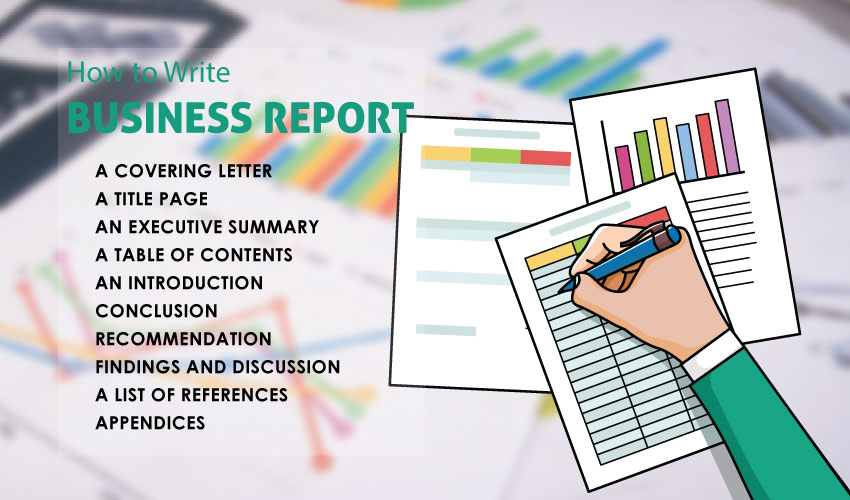 How to Write
BUSINESS REPORT
A COVERING LETTER
A TITLE PAGE
AN EXECUTIVE SUMMARY
A TABLE OF CONTENTS
AN INTRODUCTION
CONCLUSION
RECOMMENDATION
FINDINGS AND DISCUSSION
A LIST OF REFERENCES
APPENDICES